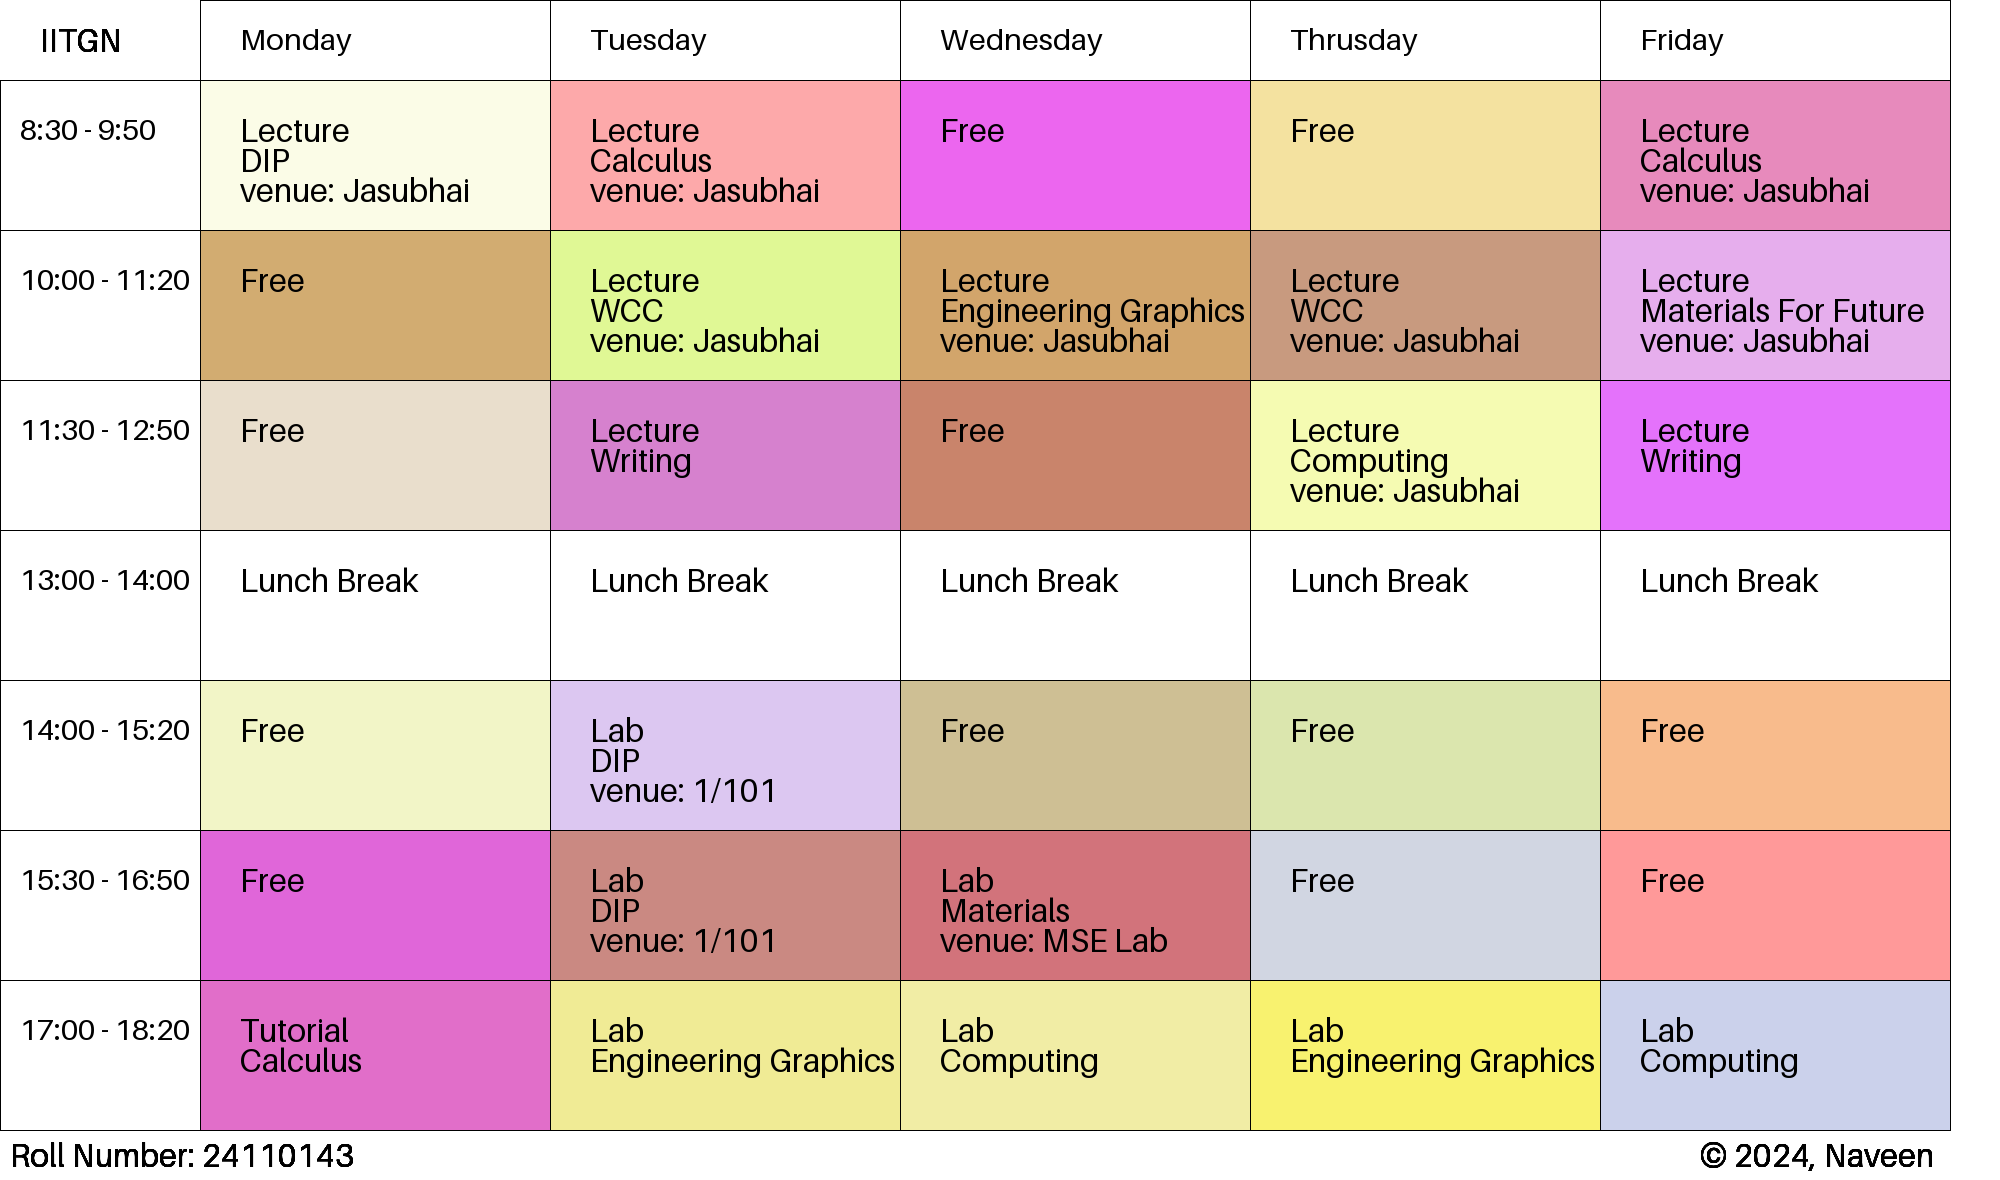 IITGN Monday Tuesday Wednesday Thrusday Friday
8:30 - 9:50
Lecture
DIP
venue: Jasubhai
Lecture
Calculus
venue: Jasubhai
Free
Free
Lecture
Calculus
venue: Jasubhai
10:00 - 11:20
Free
Lecture
WCC
venue: Jasubhai
Lecture
Engineering Graphics
venue: Jasubhai
Lecture
WCC
venue: Jasubhai
Lecture
Materials For Future
venue: Jasubhai
11:30 - 12:50
Free
Lecture
Writing
Free
Lecture
Computing
venue: Jasubhai
Lecture
Writing
13:00 - 14:00
Lunch Break
Lunch Break
Lunch Break
Lunch Break
Lunch Break
14:00 - 15:20
Free
Lab
DIP
venue: 1/101
Free
Free
Free
15:30 - 16:50
Free
Lab
DIP
venue: 1/101
Lab
Materials
venue: MSE Lab
Free
Free
17:00 - 18:20
Tutorial
Calculus
Lab
Engineering Graphics
Lab
Computing
Lab
Engineering Graphics
Lab
Computing
Roll Number: 24110143
© 2024, Naveen